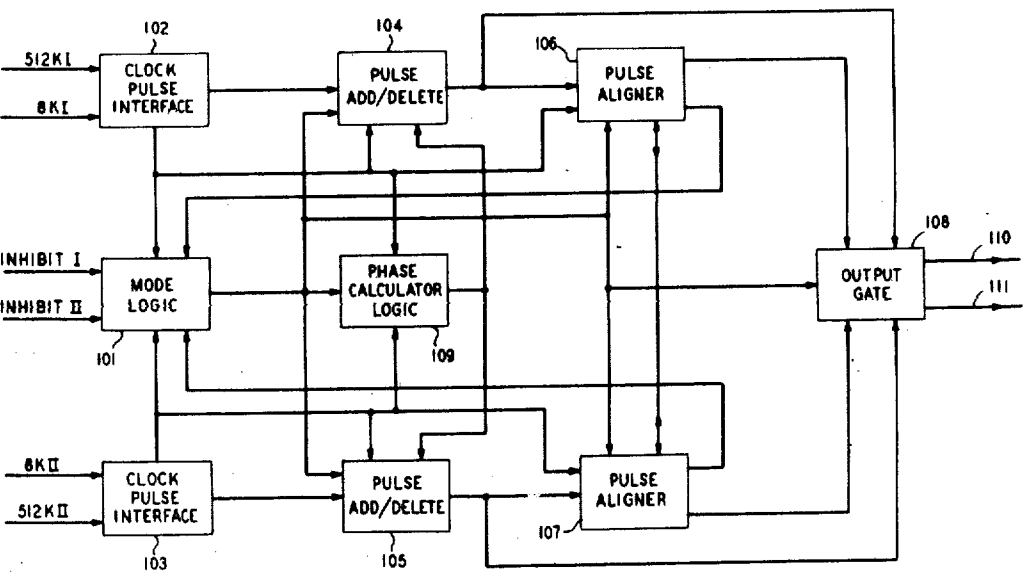 102
512KI
8KI
CLOCK
PULSE
INTERFACE
104
PULSE
ADD/DELETE
106
PULSE
ALIGNER
INHIBIT I
INHIBIT II
MODE
LOGIC
101
PHASE
CALCULATOR
LOGIC
109
108
OUTPUT
GATE
110
111
8KII
512KII
CLOCK
PULSE
INTERFACE
103
PULSE
ADD/DELETE
105
PULSE
ALIGNER
107